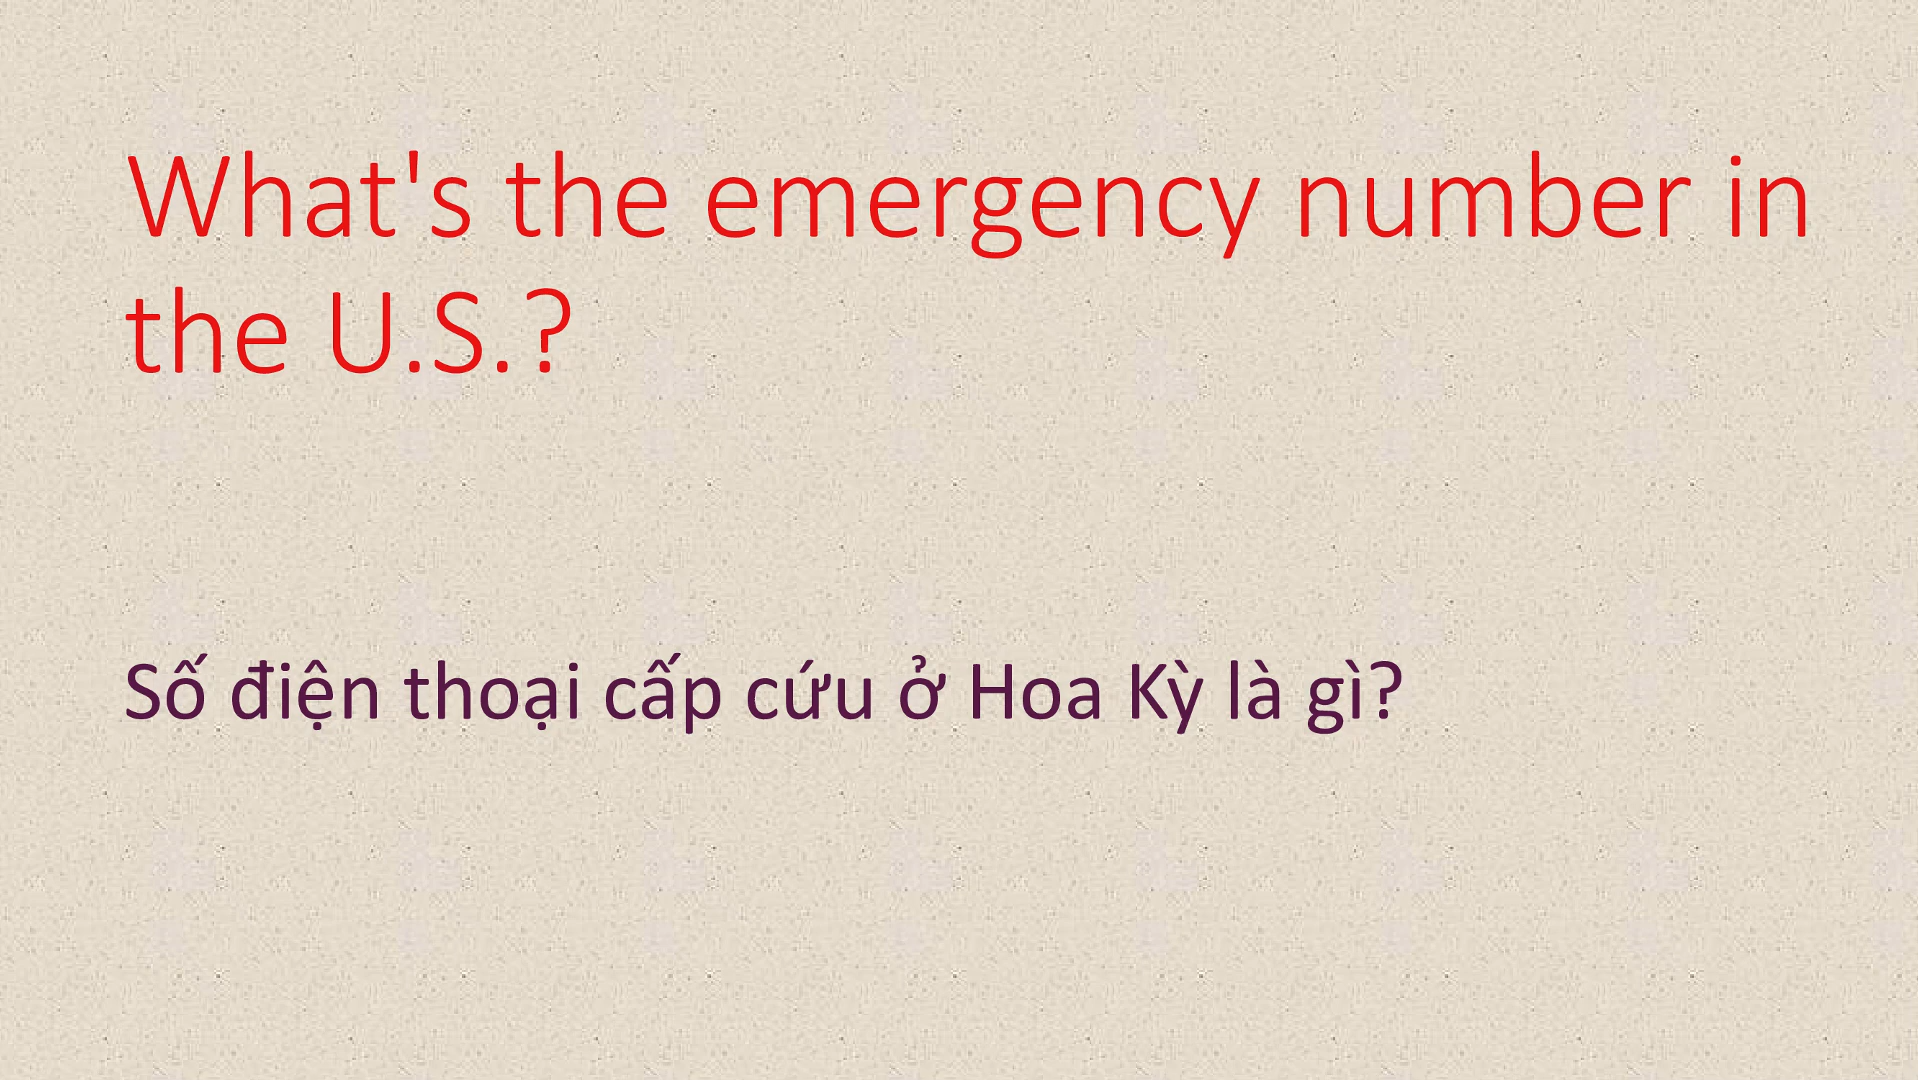 What's the emergency number in
the U.S.?
Số điện thoại cấp cứu ở Hoa Kỳ là gì?